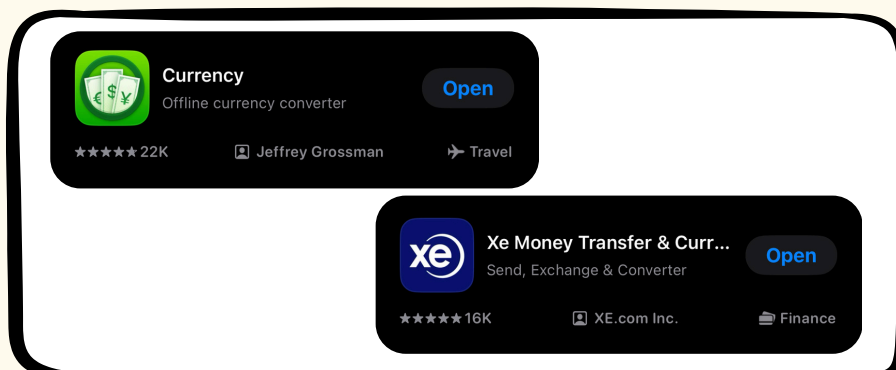 Currency
Offline currency converter
Open
★★★★★ 22K
Jeffrey Grossman
Travel
€ $ ¥
xe
Xe Money Transfer & Curr...
Send, Exchange & Converter
Open
★★★★★ 16K
XE.com Inc.
Finance